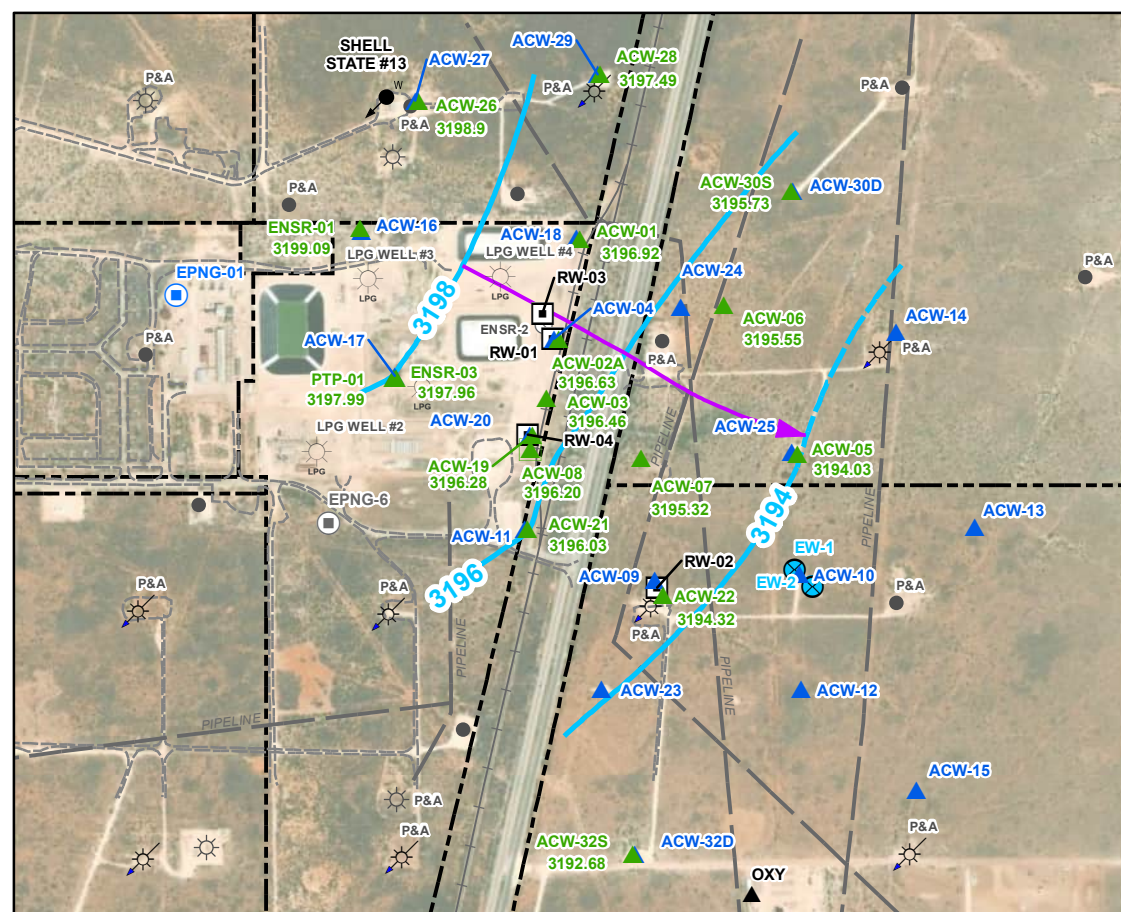 SHELL
STATE #13
ACW-29
ACW-28
3197.49
ACW-27
P&A
P&A
P&A
W
ACW-26
3198.9
P&A
P&A
ACW-30S
3195.73
ACW-30D
P&A
ENSR-01
3199.09
ACW-16
ACW-18
ACW-01
3196.92
LPG WELL #3
LPG WELL #4
LPG
LPG
EPNG-01
RW-03
ACW-24
P&A
3198
ACW-04
ACW-06
3195.55
ACW-14
P&A
ENSR-2
RW-01
P&A
P&A
ACW-17
ACW-02A
3196.63
PTP-01
3197.99
ENSR-03
3197.96
LPG
ACW-03
3196.46
ACW-20
LPG WELL #2
LPG
RW-04
PIPELINE
ACW-25
ACW-05
3194.03
ACW-19
3196.28
ACW-08
3196.20
ACW-07
3195.32
EPNG-6
3194
ACW-13
PIPELINE
ACW-11
ACW-21
3196.03
EW-1
3196
ACW-09
RW-02
EW-2
ACW-10
P&A
P&A
P&A
ACW-22
3194.32
P&A
PIPELINE
PIPELINE
ACW-23
ACW-12
PIPELINE
ACW-15
P&A
P&A
P&A
ACW-32S
3192.68
ACW-32D
OXY